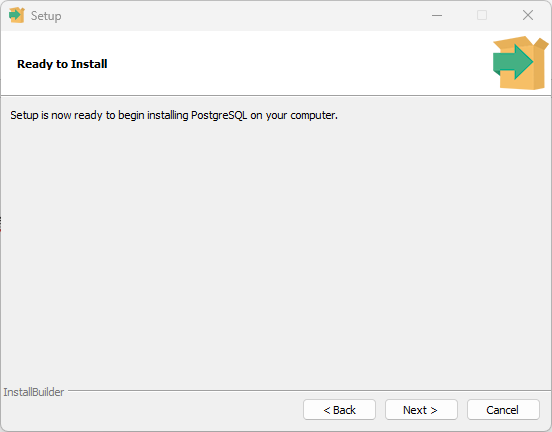 Setup
Ready to Install
Setup is now ready to begin installing PostgreSQL on your computer.
InstallBuilder
< Back
Next >
Cancel